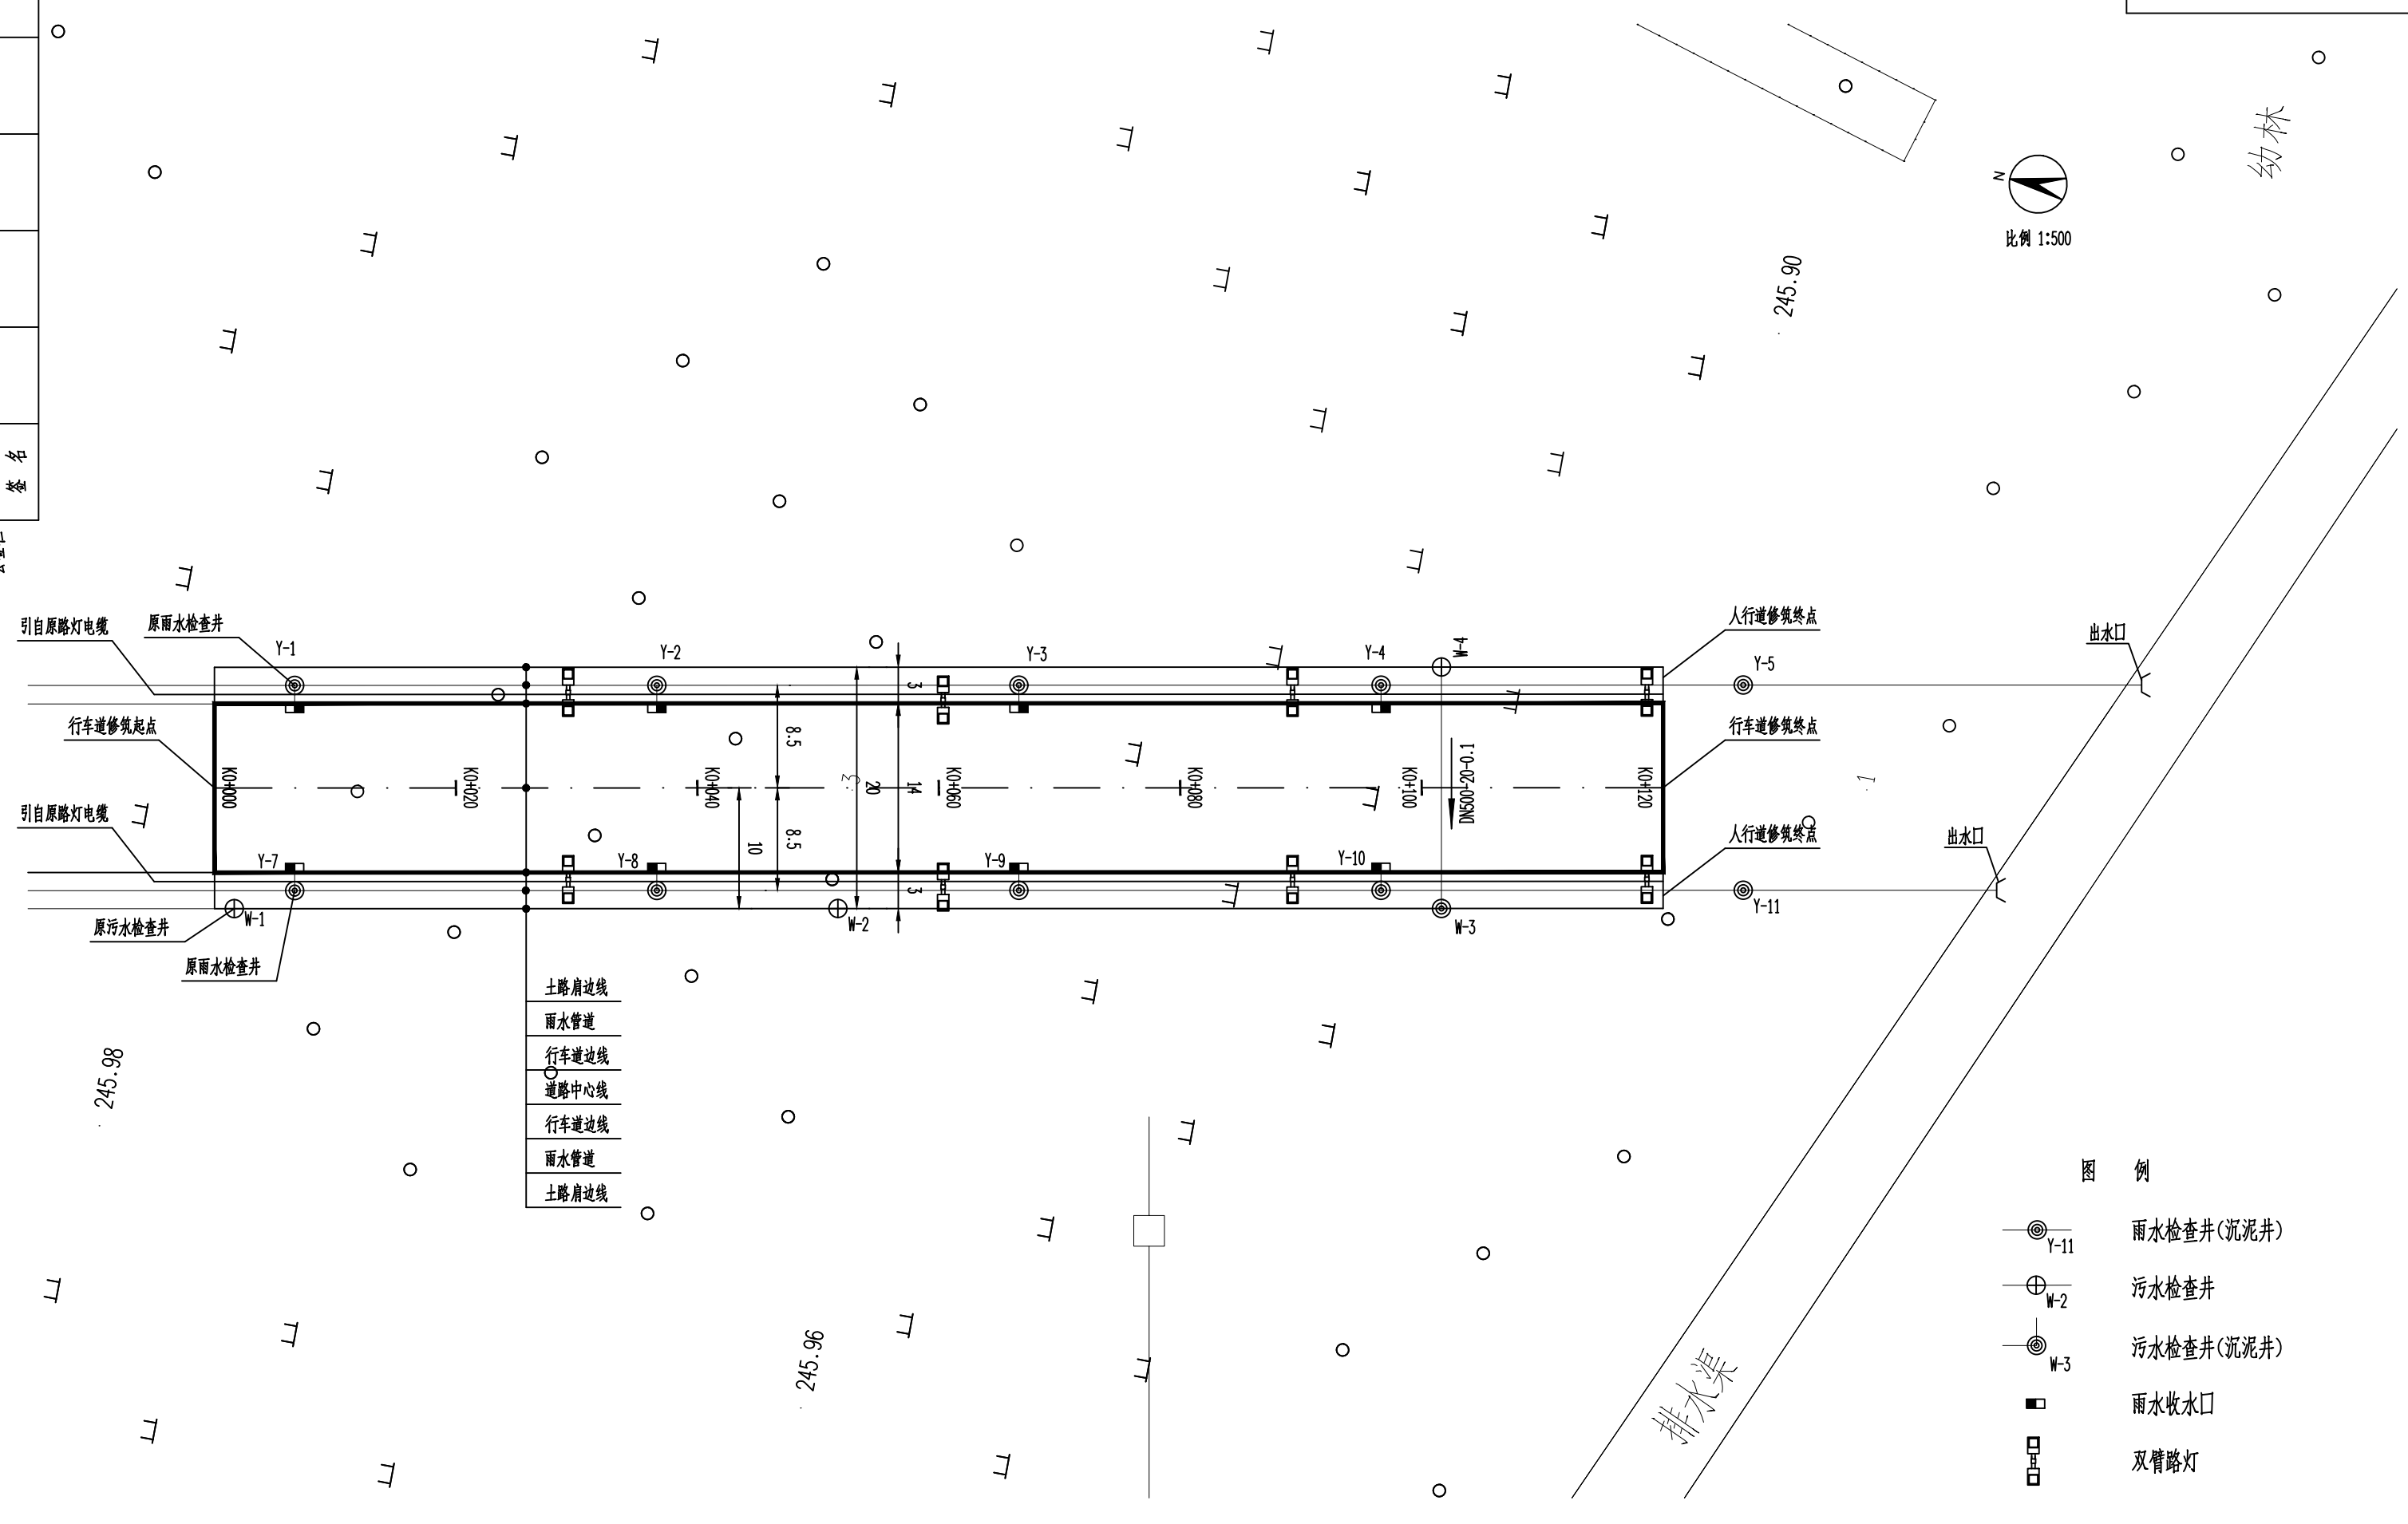 幼林
N
比例 1:500
245.90
签 名
引自原路灯电缆
原雨水检查井
Y-1
Y-2
Y-3
Y-4
W-4
人行道修筑终点
Y-5
出水口
3
行车道修筑起点
8.5
行车道修筑终点
K0+000
K0+020
K0+040
3
20
14
K0+060
K0+080
K0+100
DN500-20-0.1
K0+120
1
引自原路灯电缆
10
8.5
人行道修筑终点
出水口
Y-7
Y-8
Y-9
Y-10
3
Y-11
原污水检查井
W-1
W-2
W-3
原雨水检查井
土路肩边线
雨水管道
行车道边线
道路中心线
行车道边线
雨水管道
土路肩边线
245.98
245.96
排水渠
图 例
Y-11
雨水检查井(沉泥井)
W-2
污水检查井
W-3
污水检查井(沉泥井)
雨水收水口
双臂路灯